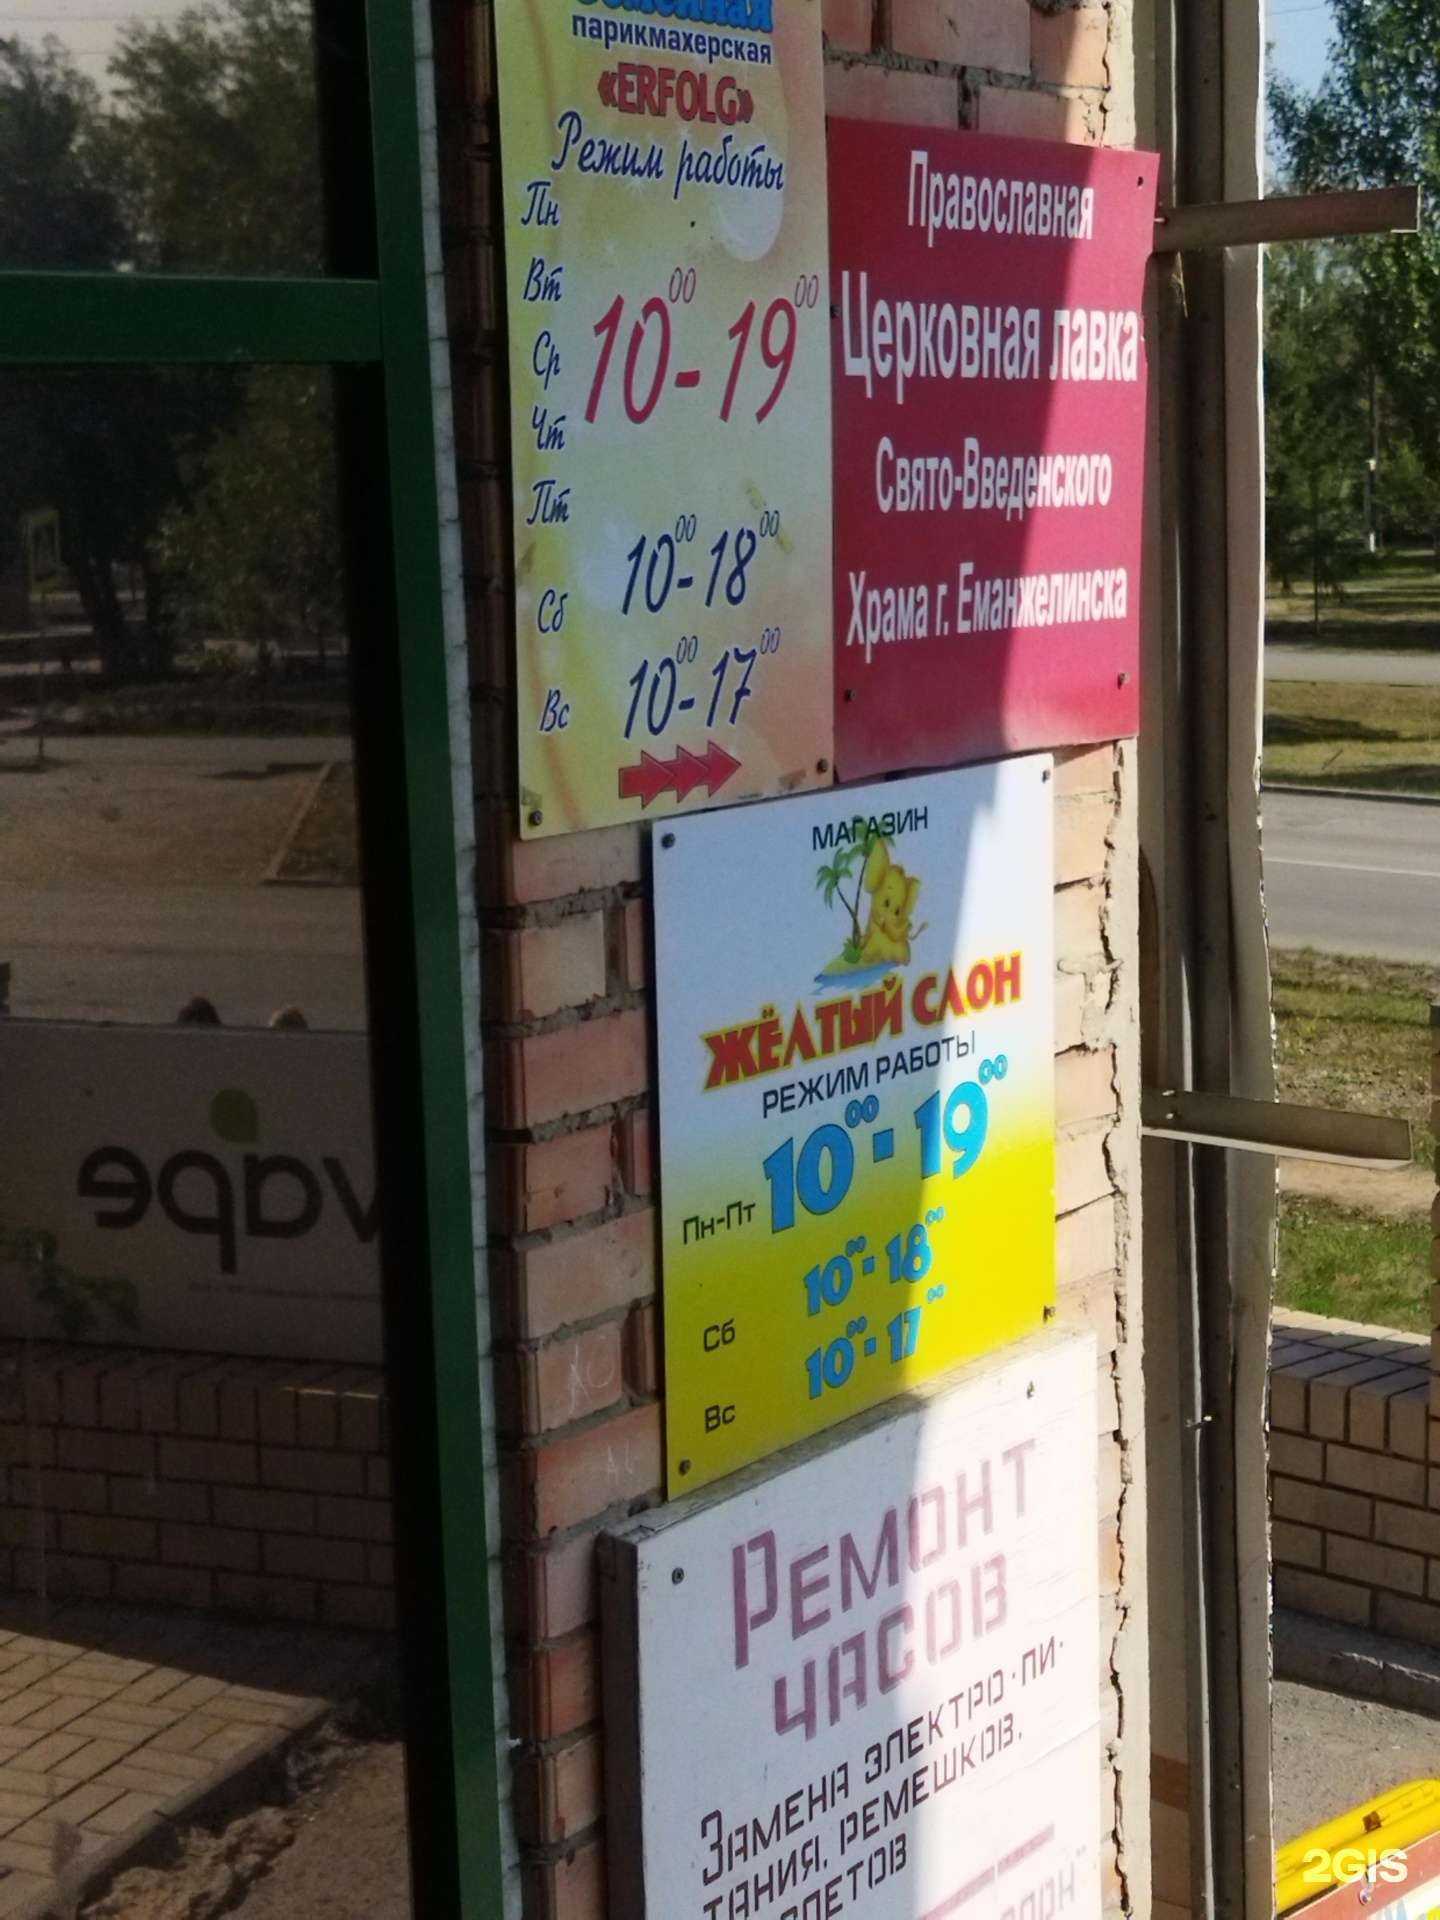 парикмахерская
«ERFOLG»
Режим работы
Пн
Вт
Ср
Чт
Пт
10⁰⁰-19⁰⁰
Сб 10⁰⁰-18⁰⁰
Вс 10⁰⁰-17⁰⁰
Православная
Церковная лавка
Свято-Введенского
Храма г. Еманжелинска
МАГАЗИН
ЖЁЛТЫЙ СЛОН
РЕЖИМ РАБОТЫ
Пн-Пт 10⁰⁰-19⁰⁰
Сб 10⁰⁰-18⁰⁰
Вс 10⁰⁰-17⁰⁰
РЕМОНТ
ЧАСОВ
ЗАМЕНА ЭЛЕКТРО·ПИ-
ТАНИЯ, РЕМЕШКОВ,
vape
2GIS